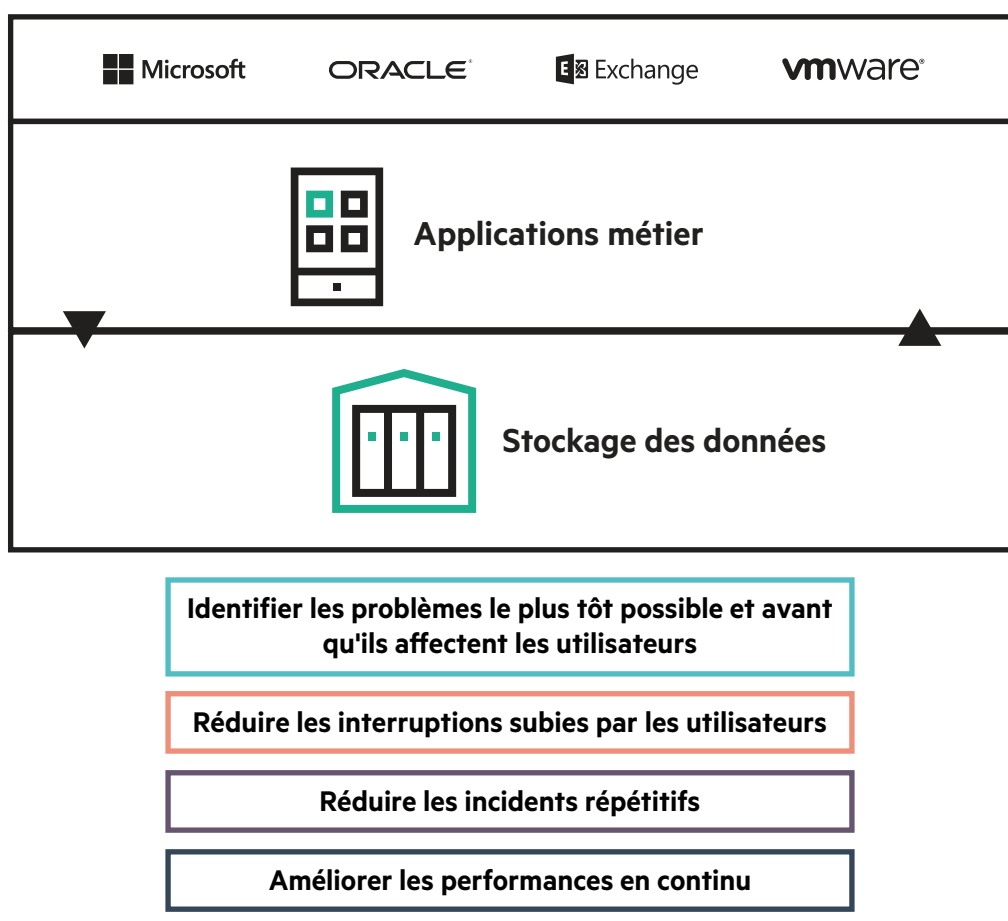 Microsoft
ORACLE
E Exchange
vmware
Applications métier
Stockage des données
Identifier les problèmes le plus tôt possible et avant
qu'ils affectent les utilisateurs
Réduire les interruptions subies par les utilisateurs
Réduire les incidents répétitifs
Améliorer les performances en continu